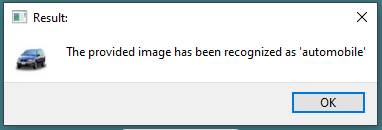 Result:
The provided image has been recognized as 'automobile'
OK